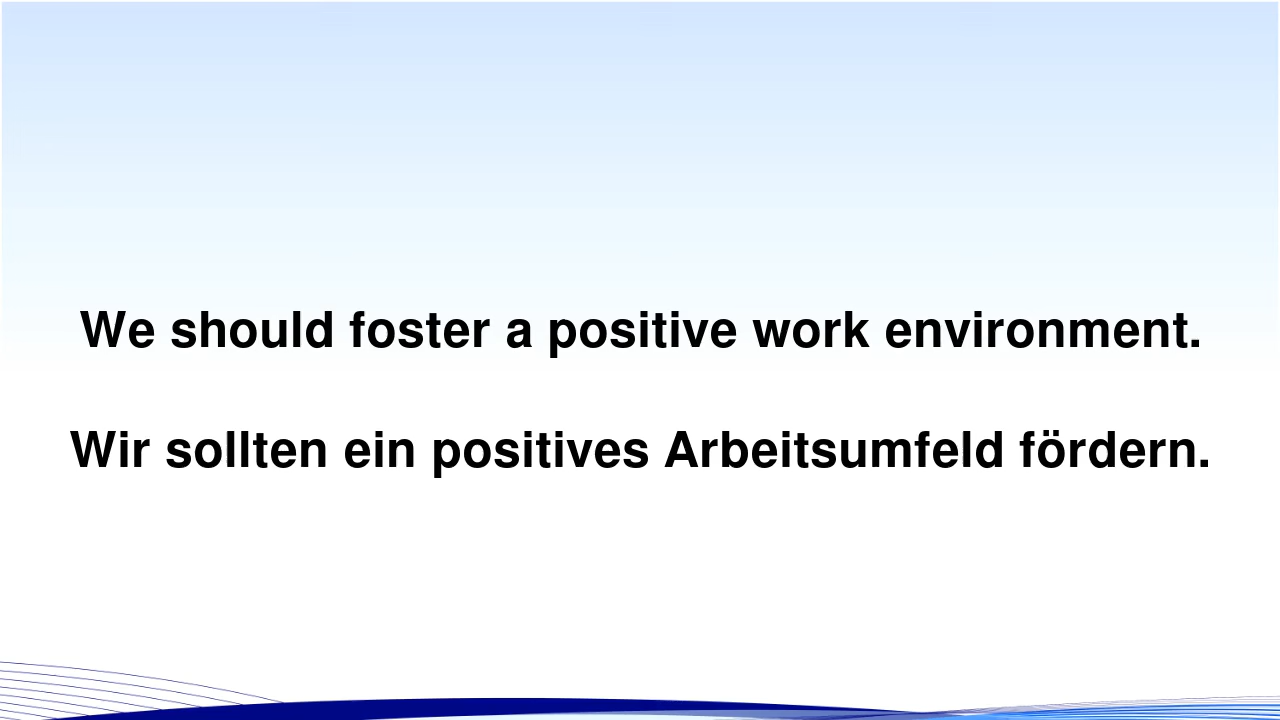 We should foster a positive work environment.
Wir sollten ein positives Arbeitsumfeld fördern.